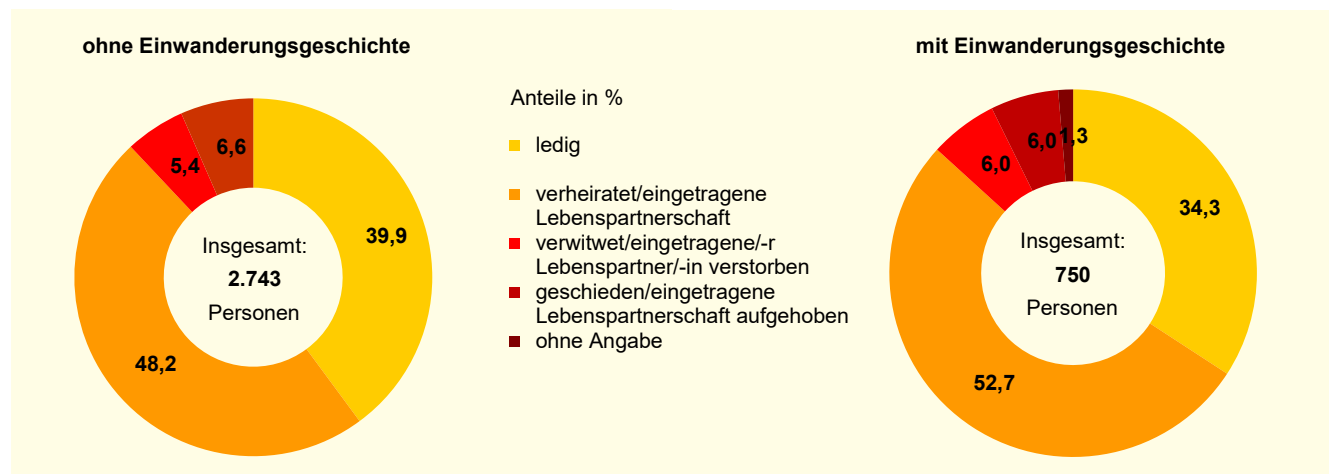 ohne Einwanderungsgeschichte
6,6
5,4
39,9
48,2
Insgesamt:
2.743
Personen
Anteile in %
ledig
verheiratet/eingetragene
Lebenspartnerschaft
verwitwet/eingetragene/-r
Lebenspartner/-in verstorben
geschieden/eingetragene
Lebenspartnerschaft aufgehoben
ohne Angabe
mit Einwanderungsgeschichte
6,0
6,0
1,3
34,3
52,7
Insgesamt:
750
Personen